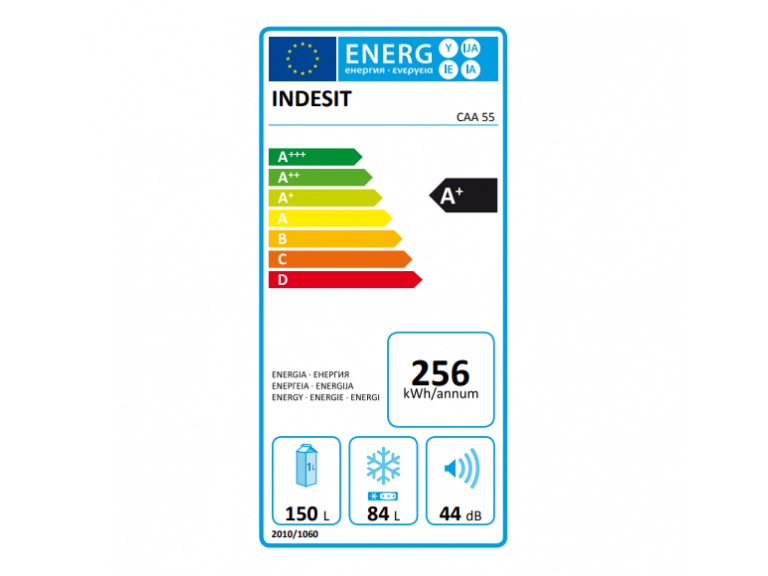 ENERG Y IJA
енергия · ενεργεια IE IA
INDESIT
CAA 55
A+++
A++
A+
A+
A
B
C
D
ENERGIA · ЕНЕРГИЯ
ΕΝΕΡΓΕΙΑ · ENERGIJA
ENERGY · ENERGIE · ENERGI
256
kWh/annum
1L
150 L
84 L
44 dB
2010/1060